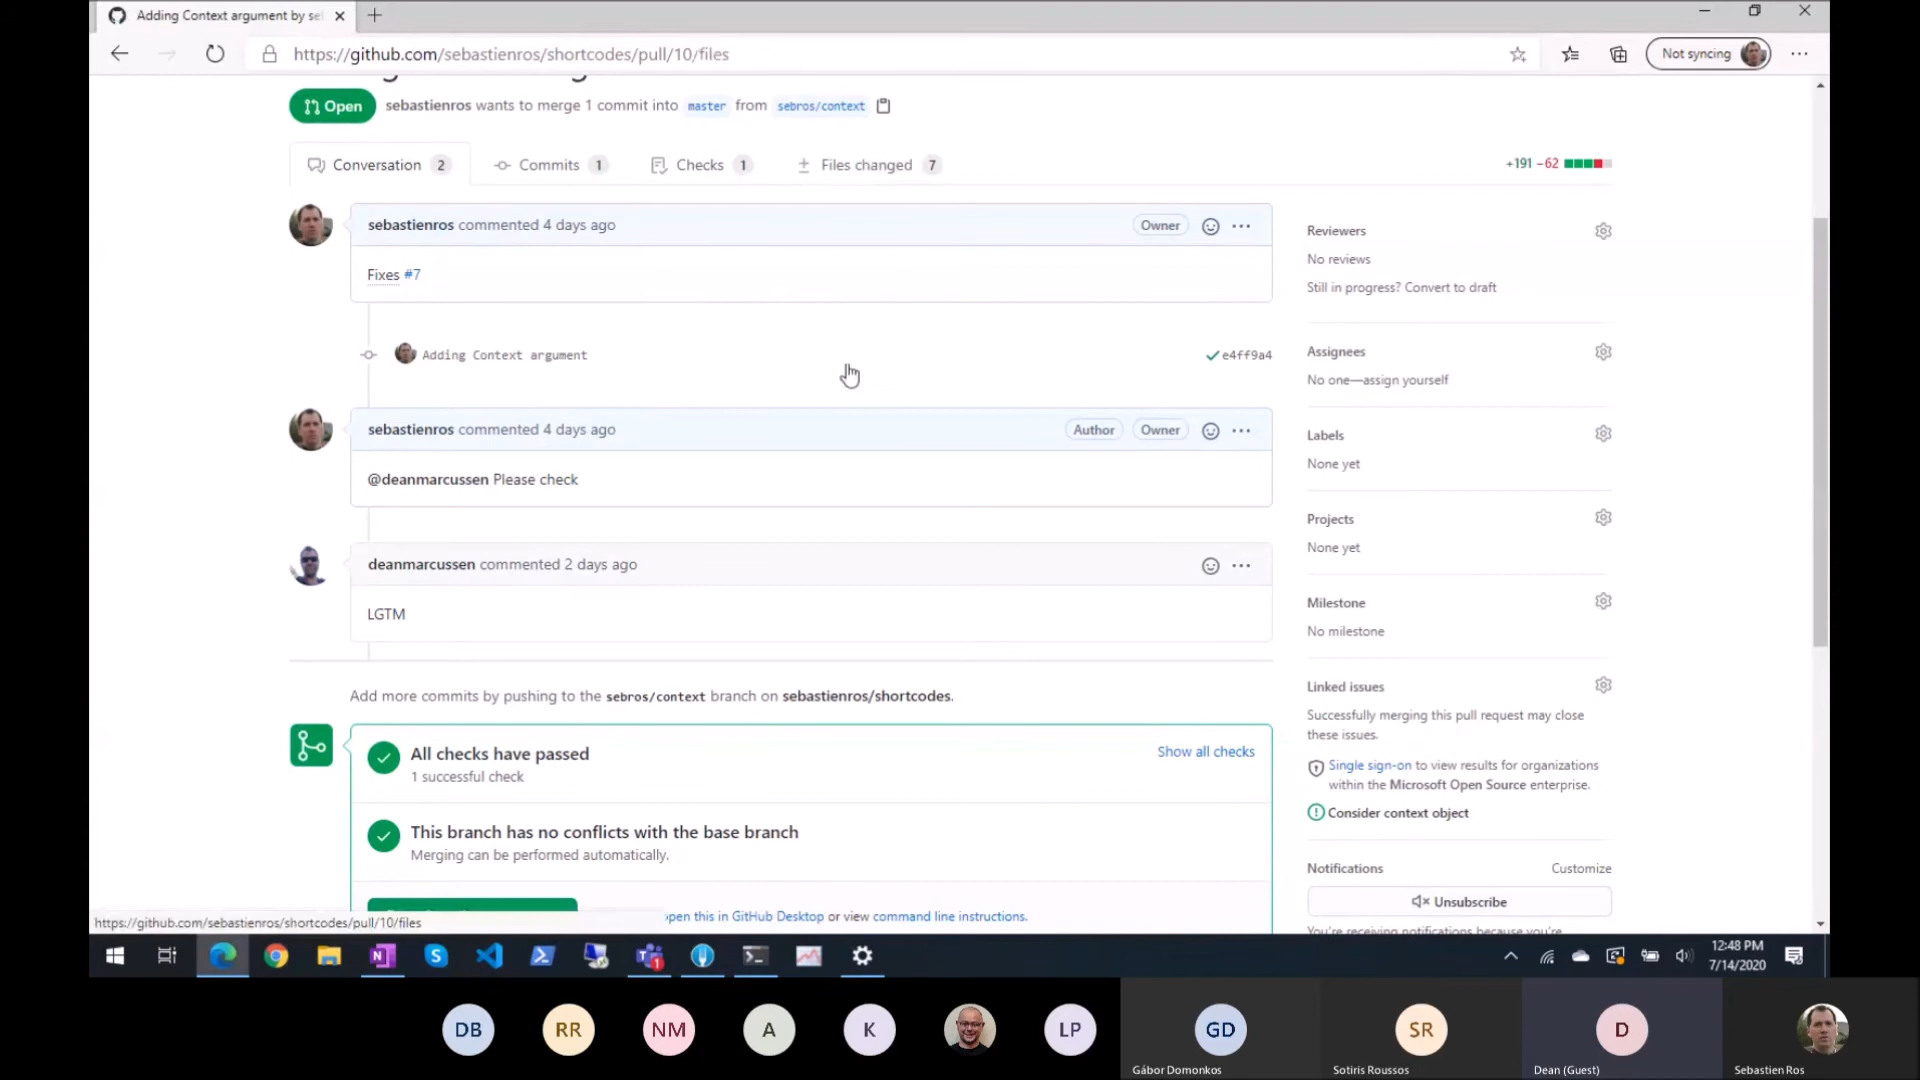 Adding Context argument by se
https://github.com/sebastienros/shortcodes/pull/10/files
Not syncing
Open
sebastienros wants to merge 1 commit into master from sebros/context
Conversation 2
Commits 1
Checks 1
Files changed 7
+191 −62
sebastienros commented 4 days ago
Owner
Fixes #7
Adding Context argument
e4ff9a4
sebastienros commented 4 days ago
Author
Owner
@deanmarcussen Please check
deanmarcussen commented 2 days ago
LGTM
Add more commits by pushing to the sebros/context branch on sebastienros/shortcodes.
All checks have passed
1 successful check
Show all checks
This branch has no conflicts with the base branch
Merging can be performed automatically.
open this in GitHub Desktop or view command line instructions.
Reviewers
No reviews
Still in progress? Convert to draft
Assignees
No one—assign yourself
Labels
None yet
Projects
None yet
Milestone
No milestone
Linked issues
Successfully merging this pull request may close
these issues.
Single sign-on to view results for organizations
within the Microsoft Open Source enterprise.
Consider context object
Notifications
Customize
Unsubscribe
You're receiving notifications because you're
https://github.com/sebastienros/shortcodes/pull/10/files
12:48 PM
7/14/2020
DB
RR
NM
A
K
LP
GD
Gábor Domonkos
SR
Sotiris Roussos
D
Dean (Guest)
Sebastien Ros